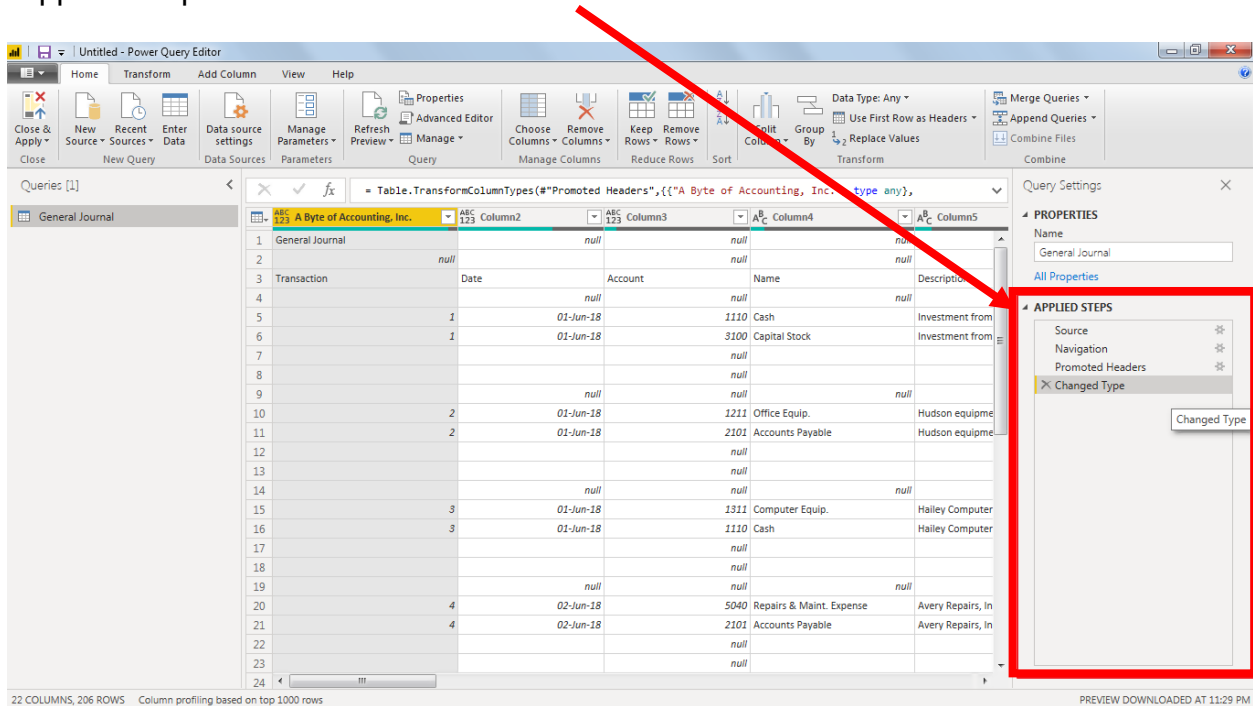 Untitled - Power Query Editor
Home Transform Add Column View Help
Close & Apply
New Source
Recent Sources
Enter Data
Data source settings
Manage Parameters
Refresh Preview
Properties
Advanced Editor
Manage
Choose Columns
Remove Columns
Keep Rows
Remove Rows
Split Column
Group By
Data Type: Any
Use First Row as Headers
1 2 Replace Values
Merge Queries
Append Queries
Combine Files
Close New Query Data Sources Parameters Query Manage Columns Reduce Rows Sort Transform Combine
Queries [1]
General Journal
fx = Table.TransformColumnTypes(#"Promoted Headers",{{"A Byte of Accounting, Inc. type any},
ABC 123 A Byte of Accounting, Inc. ABC 123 Column2 ABC 123 Column3 ABC Column4 ABC Column5
1 General Journal null null null
2 null null null
3 Transaction Date Account Name Description
4 null null null
5 1 01-Jun-18 1110 Cash Investment from
6 1 01-Jun-18 3100 Capital Stock Investment from
7 null
8 null
9 null null null
10 2 01-Jun-18 1211 Office Equip. Hudson equipme
11 2 01-Jun-18 2101 Accounts Payable Hudson equipme
12 null
13 null
14 null null null
15 3 01-Jun-18 1311 Computer Equip. Hailey Computer
16 3 01-Jun-18 1110 Cash Hailey Computer
17 null
18 null
19 null null null
20 4 02-Jun-18 5040 Repairs & Maint. Expense Avery Repairs, In
21 4 02-Jun-18 2101 Accounts Payable Avery Repairs, In
22 null
23 null
24
Query Settings
PROPERTIES
Name
General Journal
All Properties
APPLIED STEPS
Source
Navigation
Promoted Headers
Changed Type
Changed Type
22 COLUMNS, 206 ROWS Column profiling based on top 1000 rows PREVIEW DOWNLOADED AT 11:29 PM